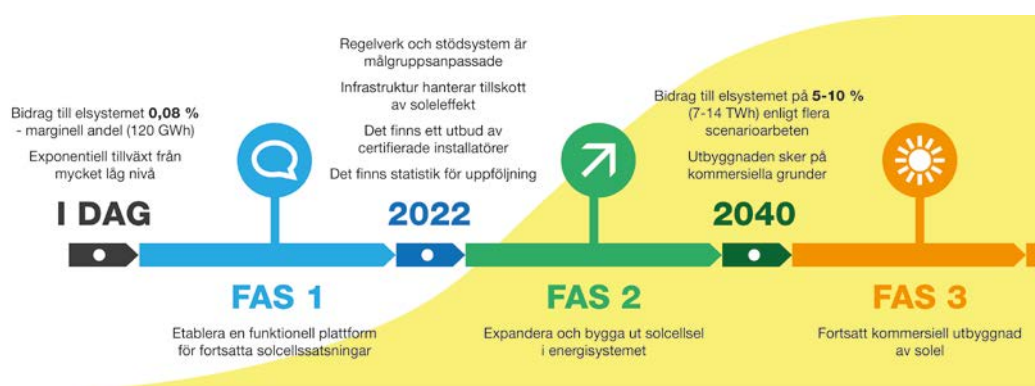 Bidrag till elsystemet 0,08 %
- marginell andel (120 GWh)
Exponentiell tillväxt från
mycket låg nivå
I DAG
FAS 1
Etablera en funktionell plattform
för fortsatta solcellssatsningar
Regelverk och stödsystem är
målgruppsanpassade
Infrastruktur hanterar tillskott
av soleleffekt
Det finns ett utbud av
certifierade installatörer
Det finns statistik för uppföljning
2022
FAS 2
Expandera och bygga ut solcellsel
i energisystemet
Bidrag till elsystemet på 5-10 %
(7-14 TWh) enligt flera
scenarioarbeten
Utbyggnaden sker på
kommersiella grunder
2040
FAS 3
Fortsatt kommersiell utbyggnad
av solel